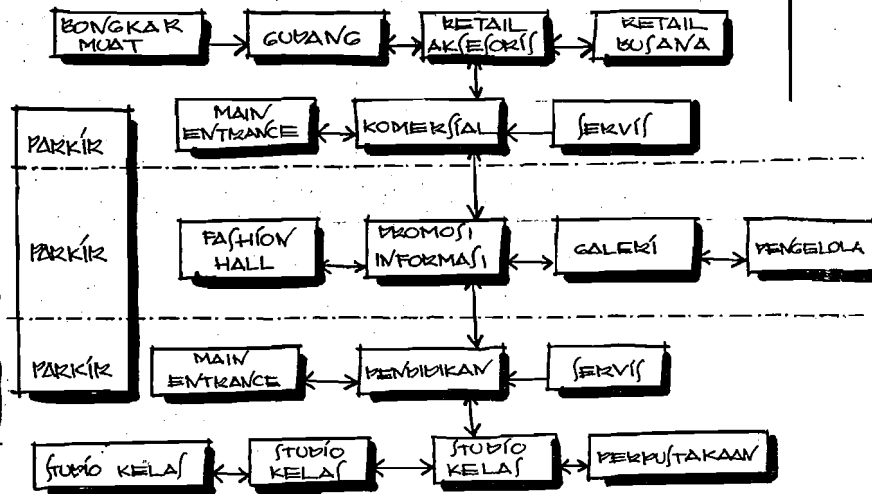 BONGKAR
MUAT
GUDANG
RETAIL
AKSESORIS
RETAIL
BUSANA
PARKIR
MAIN
ENTRANCE
KOMERSIAL
SERVIS
PARKIR
FASHION
HALL
PROMOSI
INFORMASI
GALERI
PENGELOLA
PARKIR
MAIN
ENTRANCE
PENDIDIKAN
SERVIS
STUDIO KELAS
STUDIO
KELAS
STUDIO
KELAS
PERPUSTAKAAN